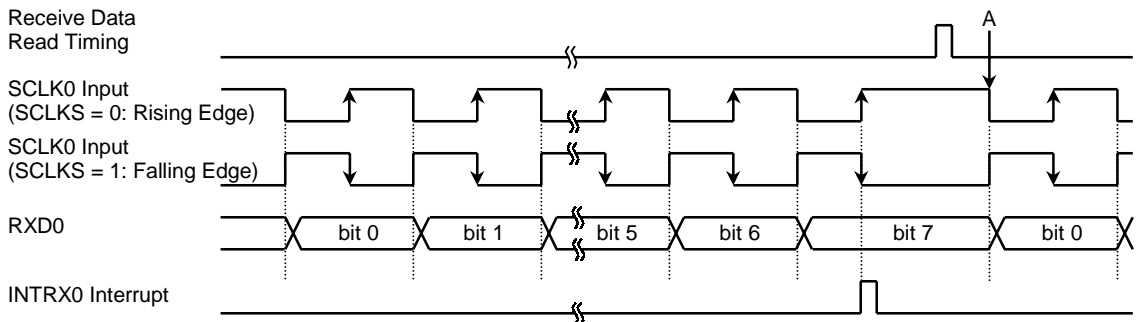 Receive Data
Read Timing
A
SCLK0 Input
(SCLKS = 0: Rising Edge)
SCLK0 Input
(SCLKS = 1: Falling Edge)
RXD0
bit 0
bit 1
bit 5
bit 6
bit 7
bit 0
INTRX0 Interrupt